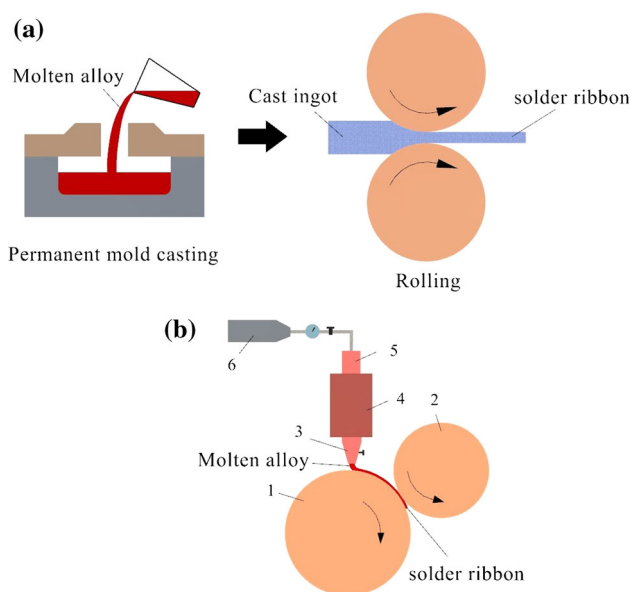 (a)
Molten alloy
Cast ingot
solder ribbon
Permanent mold casting
Rolling
(b)
6
5
4
2
3
Molten alloy
1
solder ribbon